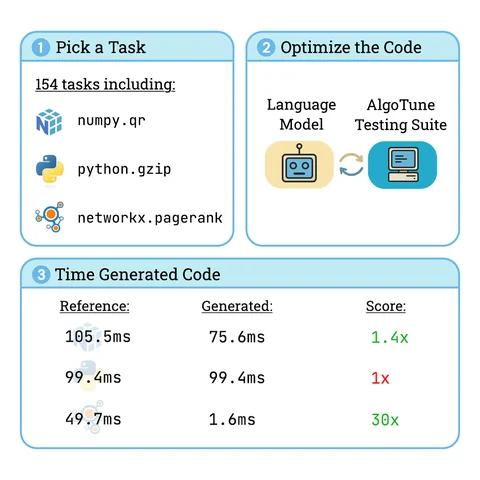 1 Pick a Task
154 tasks including:
numpy.qr
python.gzip
networkx.pagerank
2 Optimize the Code
Language Model
AlgoTune Testing Suite
3 Time Generated Code
Reference: Generated: Score:
105.5ms 75.6ms 1.4x
99.4ms 99.4ms 1x
49.7ms 1.6ms 30x